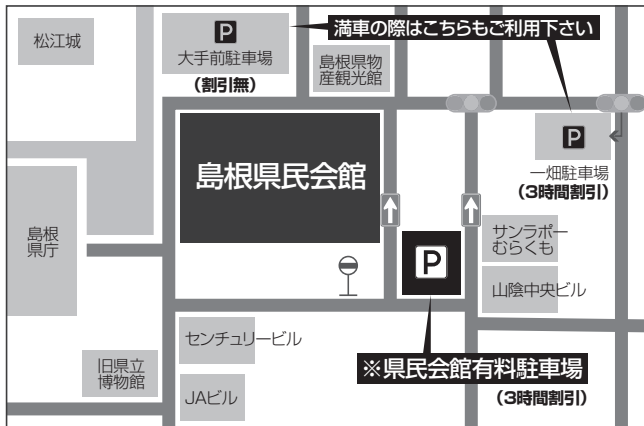 松江城
P
大手前駐車場
(割引無)
満車の際はこちらもご利用下さい
島根県物
産観光館
島根県民会館
P
一畑駐車場
(3時間割引)
島根
県庁
P
サンラポー
むらくも
山陰中央ビル
センチュリービル
※県民会館有料駐車場
(3時間割引)
旧県立
博物館
JAビル